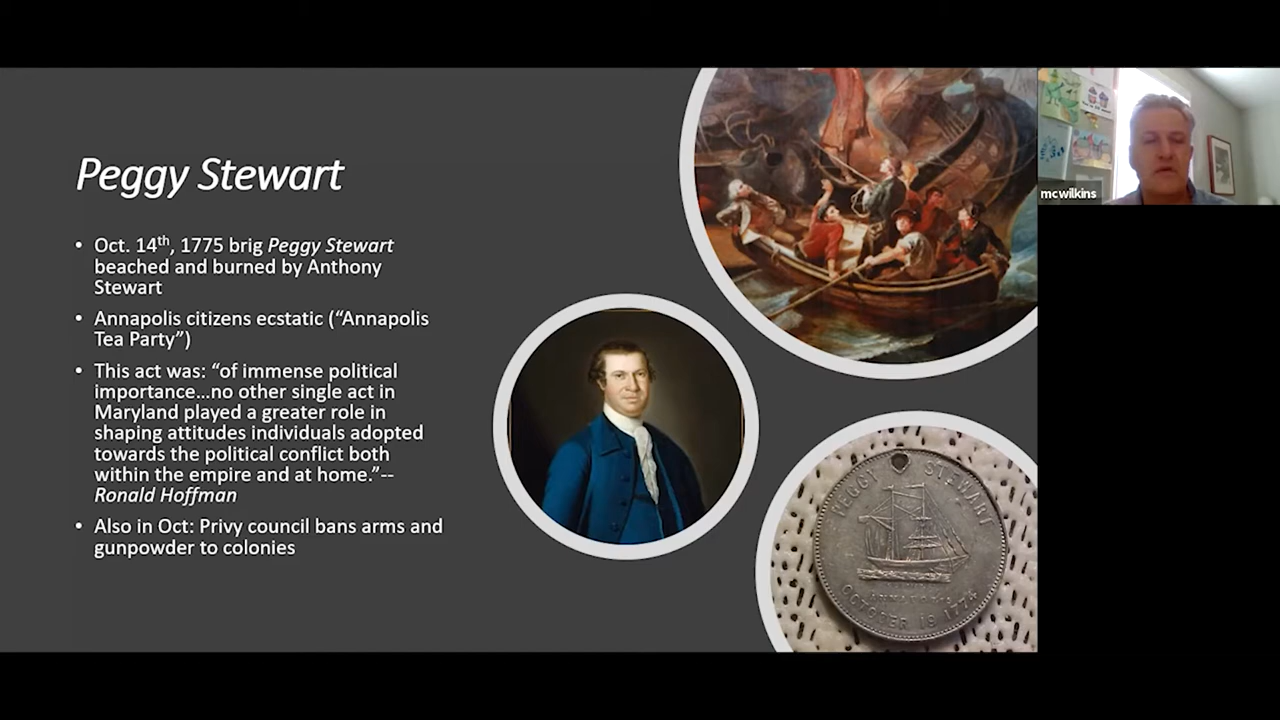 Peggy Stewart
• Oct. 14th, 1775 brig Peggy Stewart
beached and burned by Anthony
Stewart
• Annapolis citizens ecstatic (“Annapolis
Tea Party”)
• This act was: “of immense political
importance…no other single act in
Maryland played a greater role in
shaping attitudes individuals adopted
towards the political conflict both
within the empire and at home.”--
Ronald Hoffman
• Also in Oct: Privy council bans arms and
gunpowder to colonies
mcwilkins
PEGGY STEWART
ANNAPOLIS
OCTOBER 19 1774